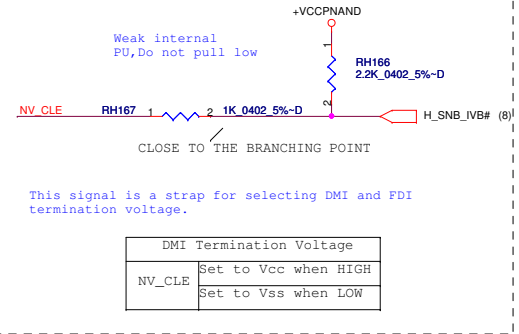 +VCCPNAND
Weak internal
PU,Do not pull low
1
RH166
2.2K_0402_5%~D
2
NV_CLE RH167 1 2 1K_0402_5%~D H_SNB_IVB# (8)
CLOSE TO THE BRANCHING POINT
This signal is a strap for selecting DMI and FDI
termination voltage.
DMI Termination Voltage
NV_CLE
Set to Vcc when HIGH
Set to Vss when LOW